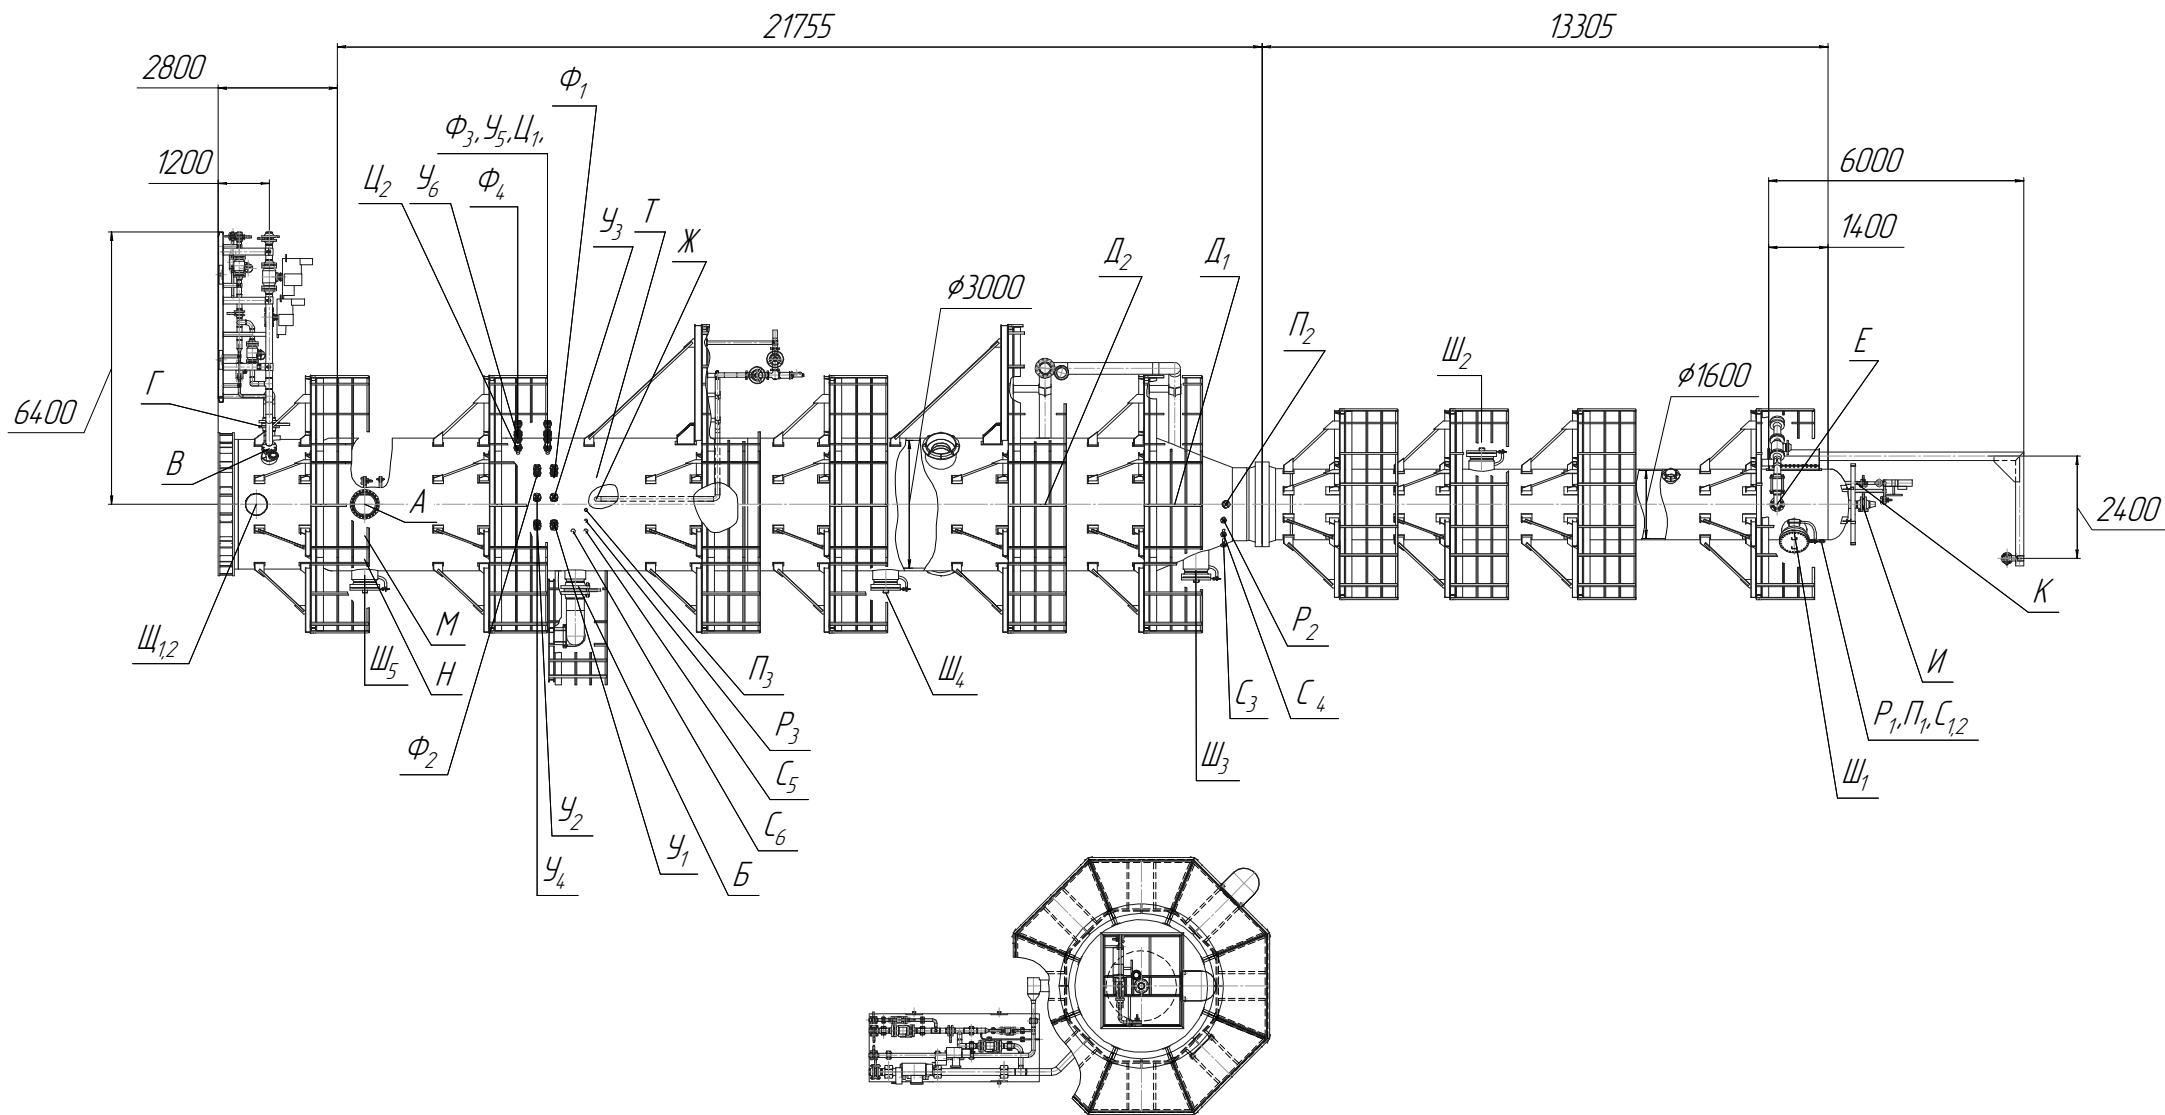 21755
13305
2800
Ф1
Ф3, У5, Ц1,
1200
Ц2
У6
Ф4
6000
У3
Т
Ж
1400
Д2
Д1
⌀3000
П2
Ш2
Е
⌀1600
6400
Г
В
А
2400
К
Щ1,2
М
Ш5
Н
П3
Ш4
Р2
И
С3
С4
Р3
Р1, П1, С1,2
Ф2
С5
Ш3
Ш1
У2
С6
У1
Б
У4